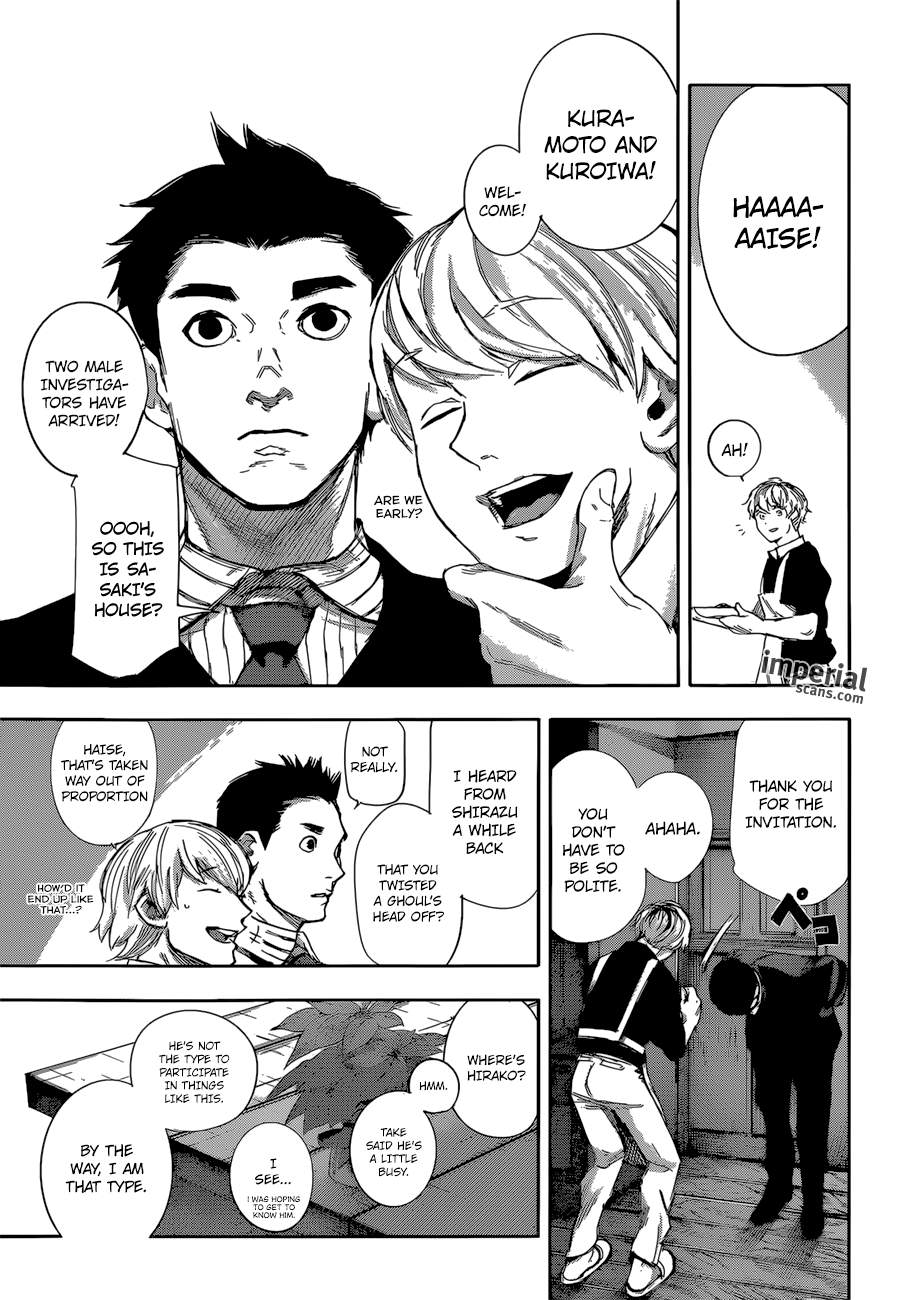 HAAAA-
AAISE!
AH!
KURA-
MOTO AND
KUROIWA!
WEL-
COME!
ARE WE
EARLY?
TWO MALE
INVESTIGA-
TORS HAVE
ARRIVED!
OOOH,
SO THIS
IS SA-
SAKI'S
HOUSE?
imperial
scans.com
THANK YOU
FOR THE
INVITATION.
ペコ
AHAHA.
YOU
DON'T
HAVE TO
BE SO
POLITE.
I HEARD
FROM
SHIRAZU
A WHILE
BACK
THAT YOU
TWISTED
A GHOUL'S
HEAD OFF?
NOT
REALLY.
HAISE,
THAT'S TAKEN
WAY OUT OF
PROPORTION
HOW'D IT
END UP LIKE
THAT...?
WHERE'S
HIRAKO?
HMM.
TAKE
SAID HE'S
A LITTLE
BUSY.
I
SEE...
I WAS HOPING
TO GET TO
KNOW HIM.
HE'S
NOT THE
TYPE TO
PARTICIPATE
IN THINGS
LIKE THIS.
BY THE
WAY, I AM
THAT TYPE.